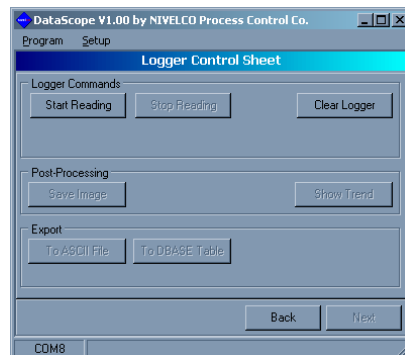 DataScope V1.00 by NIVELCO Process Control Co.
Program Setup
Logger Control Sheet
Logger Commands
Start Reading Stop Reading Clear Logger
Post-Processing
Save Image Show Trend
Export
To ASCII File To DBASE Table
Back Next
COM8